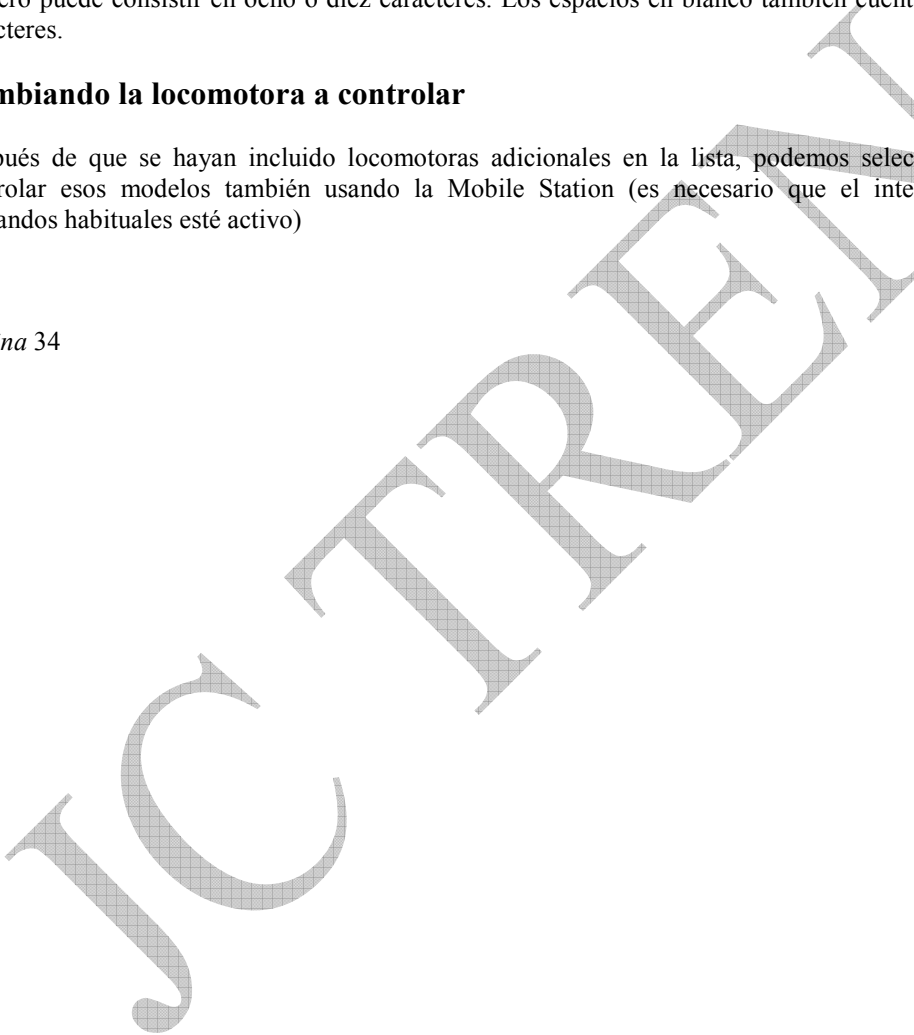 ero puede consistir en ocho o diez caracteres. Los espacios en blanco también cuent
cteres.
mbiando la locomotora a controlar
pués de que se hayan incluido locomotoras adicionales en la lista, podemos selec
rolar esos modelos también usando la Mobile Station (es necesario que el inte
andos habituales esté activo)
ina 34
JC TREN